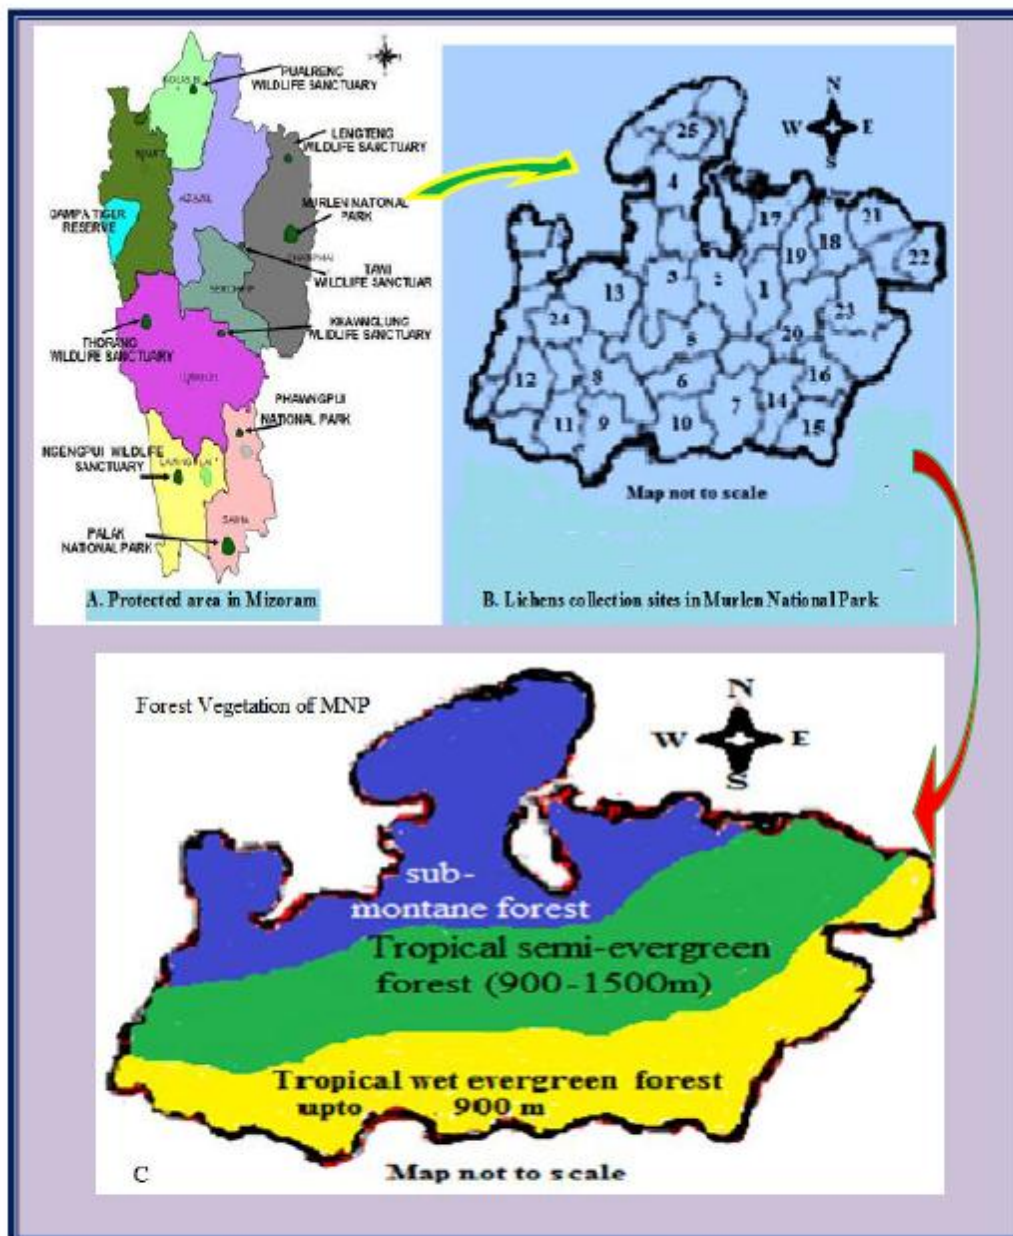 PUALRENG
WILDLIFE SANCTUARY
LENGTENG
WILDLIFE SANCTUARY
MURLEN NATIONAL
PARK
DAMPA TIGER
RESERVE
TAWI
WILDLIFE SANCTUAR
KHAWNGLUNG
WILDLIFE SANCTUARY
THORANG
WILDLIFE SANCTUARY
PHAWNGPUI
NATIONAL PARK
NGENGPUI WILDLIFE
SANCTUARY
PALAK
NATIONAL PARK
A. Protected area in Mizoram
N
W E
S
25
4
17
21
18
22
19
3
2
1
13
23
24
5
20
12
8
6
16
7
14
11
9
10
15
Map not to scale
B. Lichens collection sites in Murlen National Park
Forest Vegetation of MNP
N
W E
S
sub-
montane forest
Tropical semi-evergreen
forest (900-1500m)
Tropical wet evergreen forest
upto 900 m
C
Map not to scale